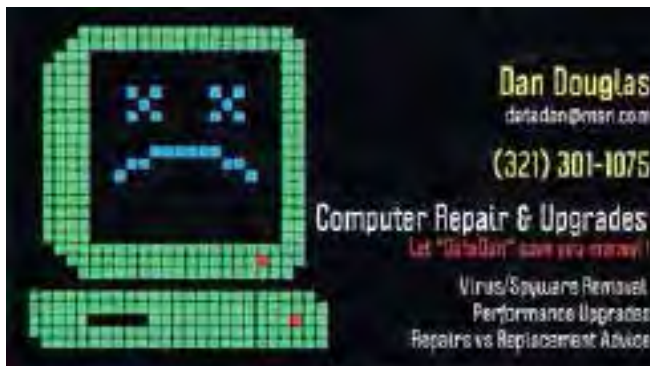 Dan Douglas
datadan@msn.com
(321) 301-1075
Computer Repair & Upgrades
Let "DataDan" save you money!
Virus/Spyware Removal
Performance Upgrades
Repairs vs Replacement Advice